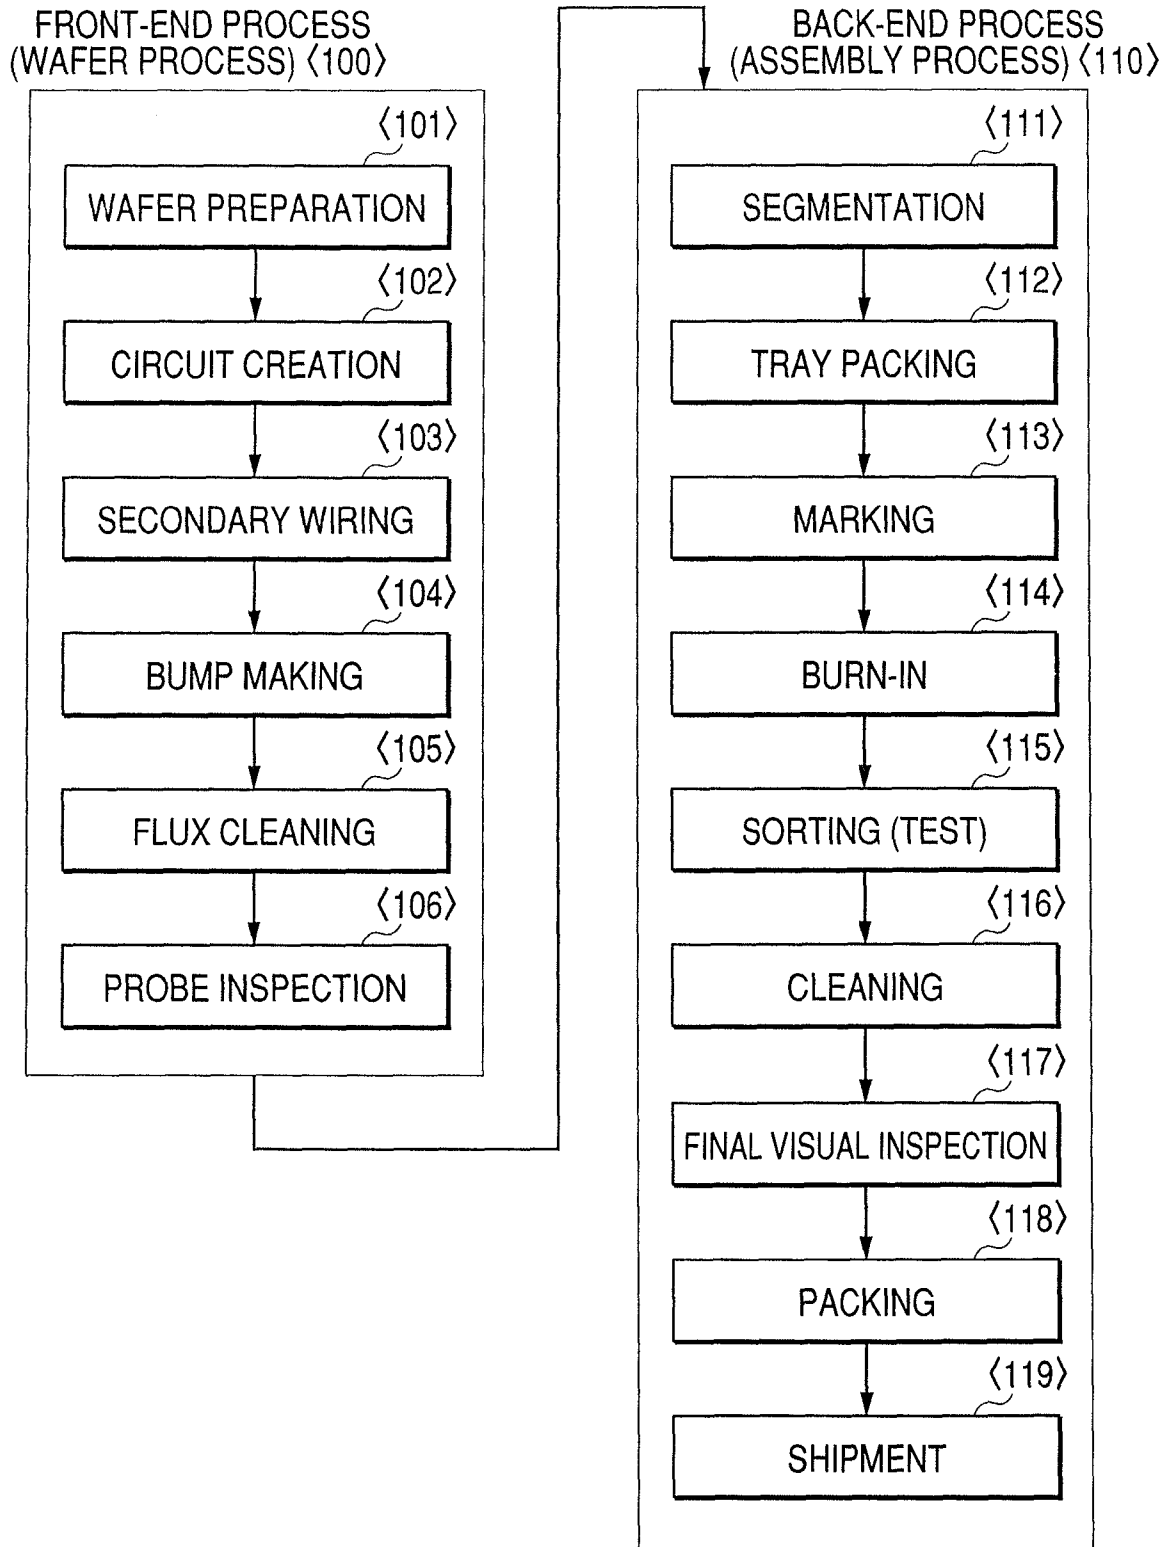 FRONT-END PROCESS
(WAFER PROCESS) 〈100〉
〈101〉
WAFER PREPARATION
〈102〉
CIRCUIT CREATION
〈103〉
SECONDARY WIRING
〈104〉
BUMP MAKING
〈105〉
FLUX CLEANING
〈106〉
PROBE INSPECTION
BACK-END PROCESS
(ASSEMBLY PROCESS) 〈110〉
〈111〉
SEGMENTATION
〈112〉
TRAY PACKING
〈113〉
MARKING
〈114〉
BURN-IN
〈115〉
SORTING (TEST)
〈116〉
CLEANING
〈117〉
FINAL VISUAL INSPECTION
〈118〉
PACKING
〈119〉
SHIPMENT